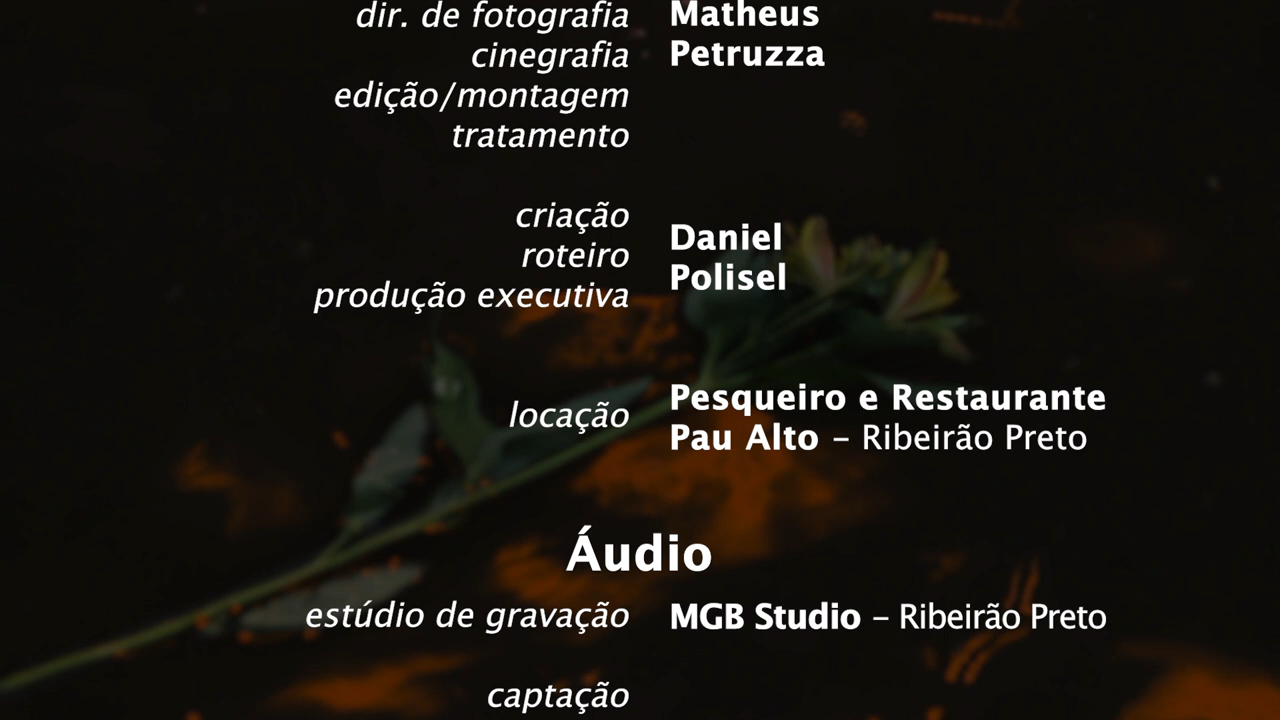 dir. de fotografia Matheus
cinegrafia Petruzza
edição/montagem
tratamento
criação
Daniel
roteiro
Polisel
produção executiva
Pesqueiro e Restaurante
locação
Pau Alto – Ribeirão Preto
Áudio
estúdio de gravação MGB Studio – Ribeirão Preto
captação